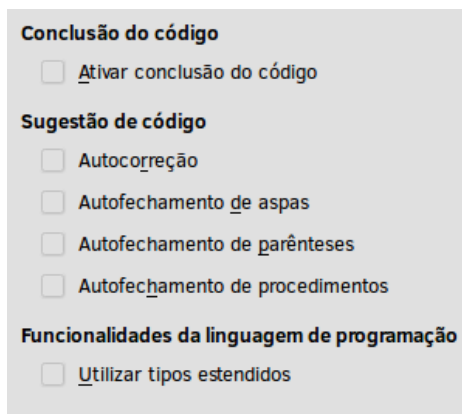 Conclusão do código
Ativar conclusão do código
Sugestão de código
Autocorreção
Autofechamento de aspas
Autofechamento de parênteses
Autofechamento de procedimentos
Funcionalidades da linguagem de programação
Utilizar tipos estendidos